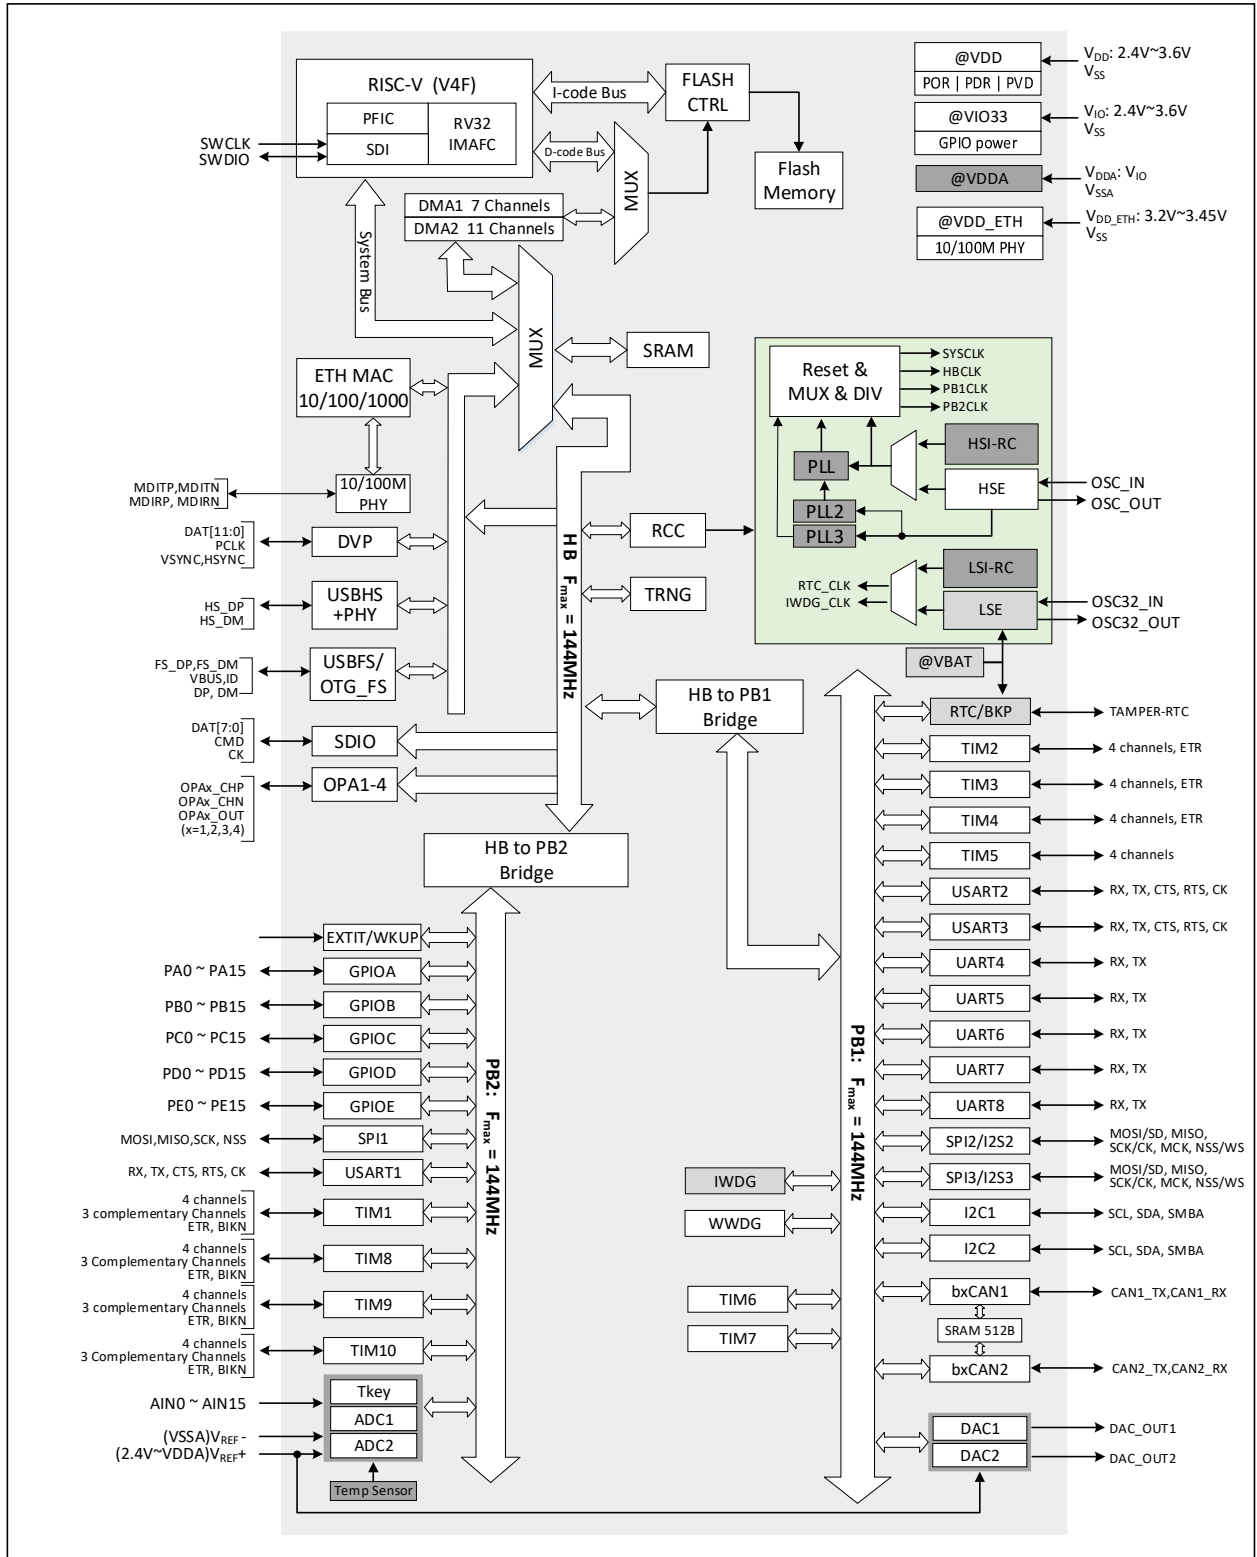 RISC-V (V4F)
PFIC
SDI
RV32
IMAFC
SWCLK
SWDIO
I-code Bus
D-code Bus
FLASH
CTRL
MUX
Flash
Memory
@VDD
POR | PDR | PVD
VDD: 2.4V~3.6V
VSS
@VIO33
GPIO power
VIO: 2.4V~3.6V
VSS
@VDDA
VDDA: VIO
VSSA
@VDD_ETH
10/100M PHY
VDD_ETH: 3.2V~3.45V
VSS
DMA1 7 Channels
DMA2 11 Channels
System Bus
MUX
SRAM
ETH MAC
10/100/1000
10/100M
PHY
MDITP,MDITN
MDIRP, MDIRN
DAT[11:0]
PCLK
VSYNC,HSYNC
DVP
HS_DP
HS_DM
USBHS
+PHY
FS_DP,FS_DM
VBUS,ID
DP, DM
USBFS/
OTG_FS
DAT[7:0]
CMD
CK
SDIO
OPAx_CHP
OPAx_CHN
OPAx_OUT
(x=1,2,3,4)
OPA1-4
HB Fmax = 144MHz
RCC
TRNG
Reset &
MUX & DIV
SYSCLK
HBCLK
PB1CLK
PB2CLK
PLL
PLL2
PLL3
HSI-RC
HSE
OSC_IN
OSC_OUT
RTC_CLK
IWDG_CLK
LSI-RC
LSE
OSC32_IN
OSC32_OUT
@VBAT
HB to PB1
Bridge
HB to PB2
Bridge
EXTIT/WKUP
PA0 ~ PA15
GPIOA
PB0 ~ PB15
GPIOB
PC0 ~ PC15
GPIOC
PD0 ~ PD15
GPIOD
PE0 ~ PE15
GPIOE
MOSI,MISO,SCK, NSS
SPI1
RX, TX, CTS, RTS, CK
USART1
4 channels
3 complementary Channels
ETR, BIKN
TIM1
4 channels
3 Complementary Channels
ETR, BIKN
TIM8
4 channels
3 complementary Channels
ETR, BIKN
TIM9
4 channels
3 Complementary Channels
ETR, BIKN
TIM10
AIN0 ~ AIN15
(VSSA)VREF-
(2.4V~VDDA)VREF+
Tkey
ADC1
ADC2
Temp Sensor
PB2: Fmax = 144MHz
IWDG
WWDG
TIM6
TIM7
PB1: Fmax = 144MHz
RTC/BKP
TAMPER-RTC
TIM2
4 channels, ETR
TIM3
4 channels, ETR
TIM4
4 channels, ETR
TIM5
4 channels
USART2
RX, TX, CTS, RTS, CK
USART3
RX, TX, CTS, RTS, CK
UART4
RX, TX
UART5
RX, TX
UART6
RX, TX
UART7
RX, TX
UART8
RX, TX
SPI2/I2S2
MOSI/SD, MISO,
SCK/CK, MCK, NSS/WS
SPI3/I2S3
MOSI/SD, MISO,
SCK/CK, MCK, NSS/WS
I2C1
SCL, SDA, SMBA
I2C2
SCL, SDA, SMBA
bxCAN1
CAN1_TX,CAN1_RX
SRAM 512B
bxCAN2
CAN2_TX,CAN2_RX
DAC1
DAC_OUT1
DAC2
DAC_OUT2